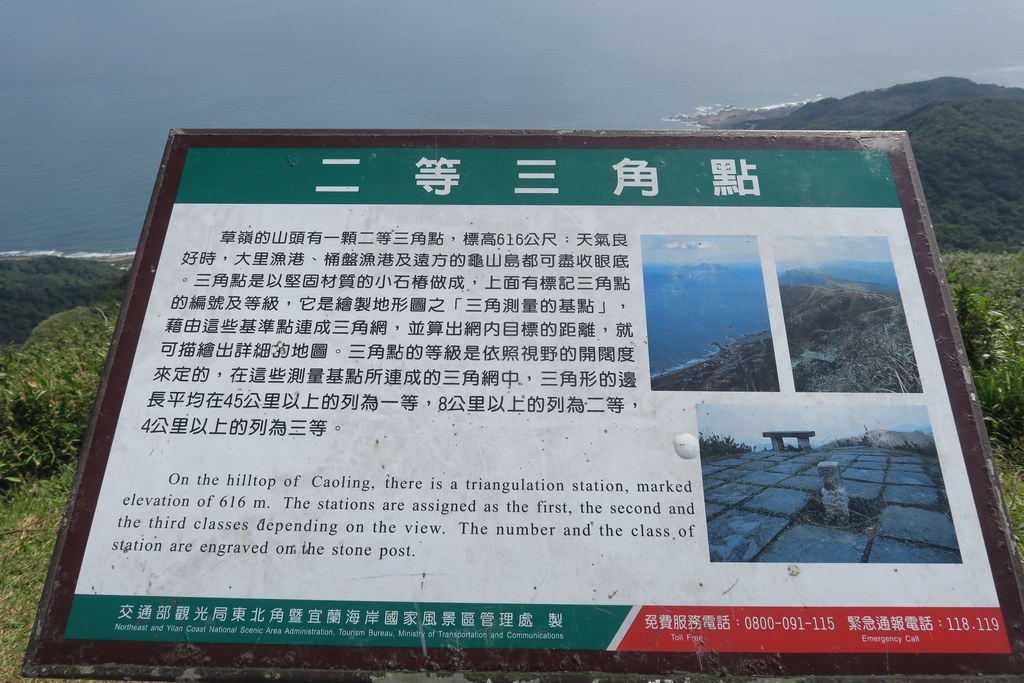 二等三角點
草嶺的山頭有一顆二等三角點，標高616公尺：天氣良
好時，大里漁港、桶盤漁港及遠方的龜山島都可盡收眼底
。三角點是以堅固材質的小石樁做成，上面有標記三角點
的編號及等級，它是繪製地形圖之「三角測量的基點」，
藉由這些基準點連成三角網，並算出網內目標的距離，就
可描繪出詳細的地圖。三角點的等級是依照視野的開闊度
來定的，在這些測量基點所連成的三角網中，三角形的邊
長平均在45公里以上的列為一等，8公里以上的列為二等，
4公里以上的列為三等。
On the hilltop of Caoling, there is a triangulation station, marked
elevation of 616 m. The stations are assigned as the first, the second and
the third classes depending on the view. The number and the class of
station are engraved on the stone post.
交通部觀光局東北角暨宜蘭海岸國家風景區管理處 製
Northeast and Yilan Coast National Scenic Area Administration, Tourism Bureau, Ministry of Transportation and Communications
免費服務電話：0800-091-115 緊急通報電話：118.119
Toll Free Emergency Call